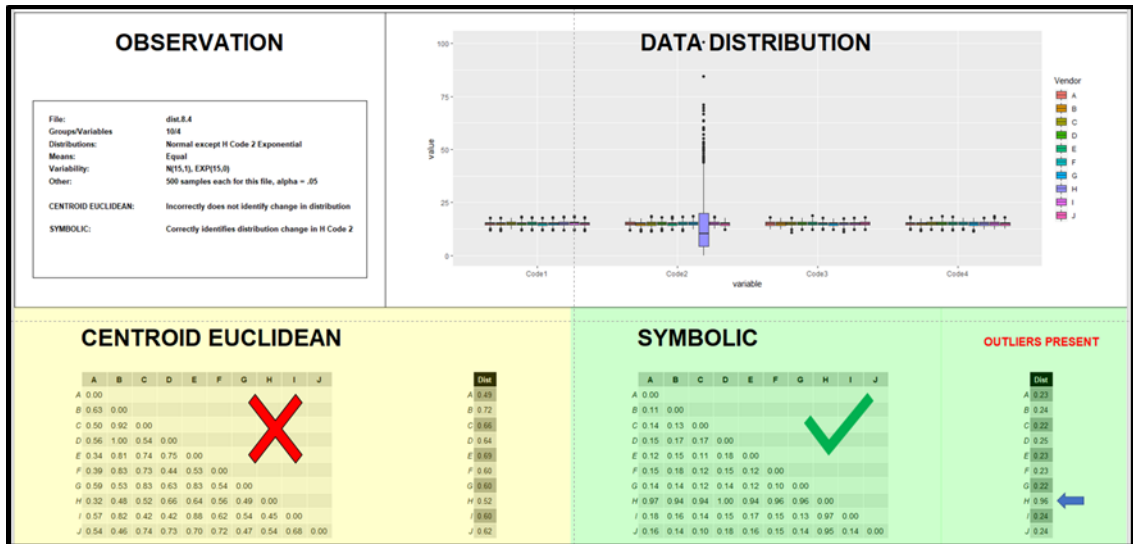 OBSERVATION
File: dist.8.4
Groups/Variables 10/4
Distributions: Normal except H Code 2 Exponential
Means: Equal
Variability: N(15,1), EXP(15,0)
Other: 500 samples each for this file, alpha = .05
CENTROID EUCLIDEAN: Incorrectly does not identify change in distribution
SYMBOLIC: Correctly identifies distribution change in H Code 2
DATA DISTRIBUTION
100
75
50
25
0
value
Code1 Code2 Code3 Code4
variable
Vendor
A
B
C
D
E
F
G
H
I
J
CENTROID EUCLIDEAN
A B C D E F G H I J
A 0.00
B 0.63 0.00
C 0.50 0.92 0.00
D 0.56 1.00 0.54 0.00
E 0.34 0.81 0.74 0.75 0.00
F 0.39 0.83 0.73 0.44 0.53 0.00
G 0.59 0.53 0.83 0.63 0.83 0.54 0.00
H 0.32 0.48 0.52 0.66 0.64 0.56 0.49 0.00
I 0.57 0.82 0.42 0.42 0.88 0.62 0.54 0.45 0.00
J 0.54 0.46 0.74 0.73 0.70 0.72 0.47 0.54 0.68 0.00
Dist
A 0.49
B 0.72
C 0.66
D 0.64
E 0.69
F 0.60
G 0.60
H 0.52
I 0.60
J 0.62
SYMBOLIC
A B C D E F G H I J
A 0.00
B 0.11 0.00
C 0.14 0.13 0.00
D 0.15 0.17 0.17 0.00
E 0.12 0.15 0.11 0.18 0.00
F 0.15 0.18 0.12 0.15 0.12 0.00
G 0.14 0.14 0.12 0.14 0.12 0.10 0.00
H 0.97 0.94 0.94 1.00 0.94 0.96 0.96 0.00
I 0.18 0.16 0.14 0.15 0.17 0.15 0.13 0.97 0.00
J 0.16 0.14 0.10 0.18 0.16 0.15 0.14 0.95 0.14 0.00
OUTLIERS PRESENT
Dist
A 0.23
B 0.24
C 0.22
D 0.25
E 0.23
F 0.23
G 0.22
H 0.96
I 0.24
J 0.24